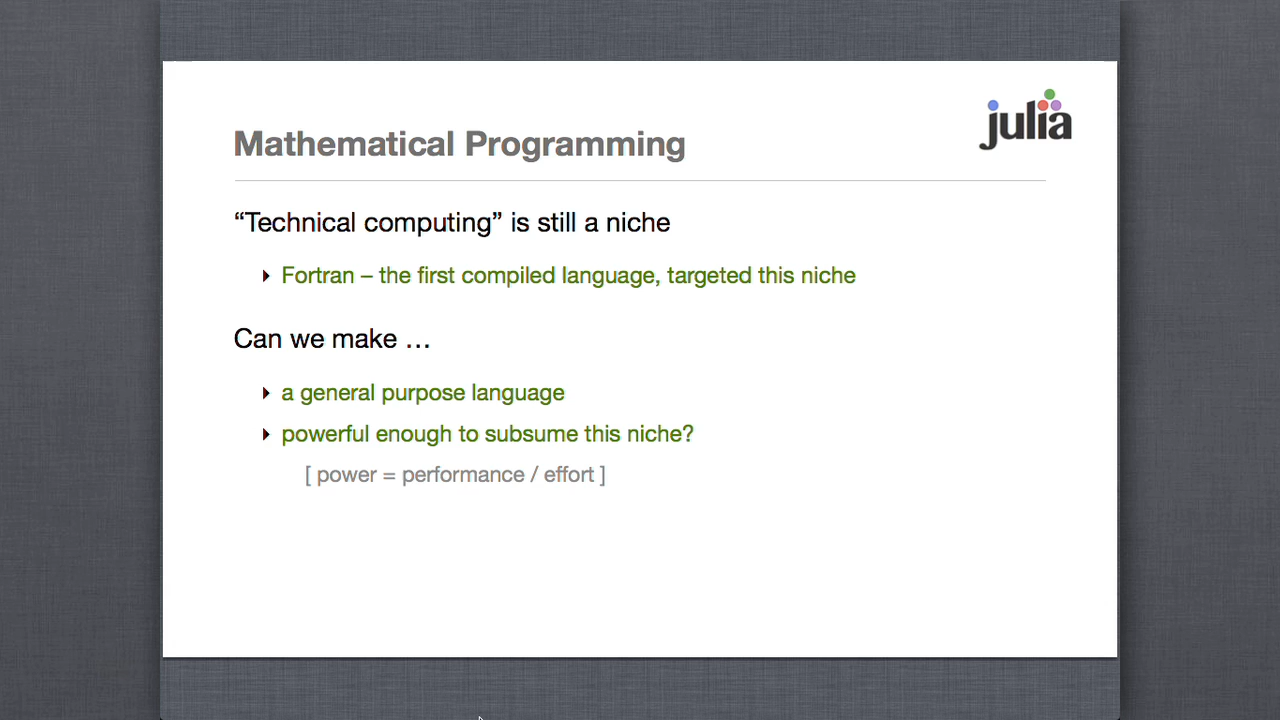 julia
Mathematical Programming
“Technical computing” is still a niche
Fortran – the first compiled language, targeted this niche
Can we make …
a general purpose language
powerful enough to subsume this niche?
[ power = performance / effort ]